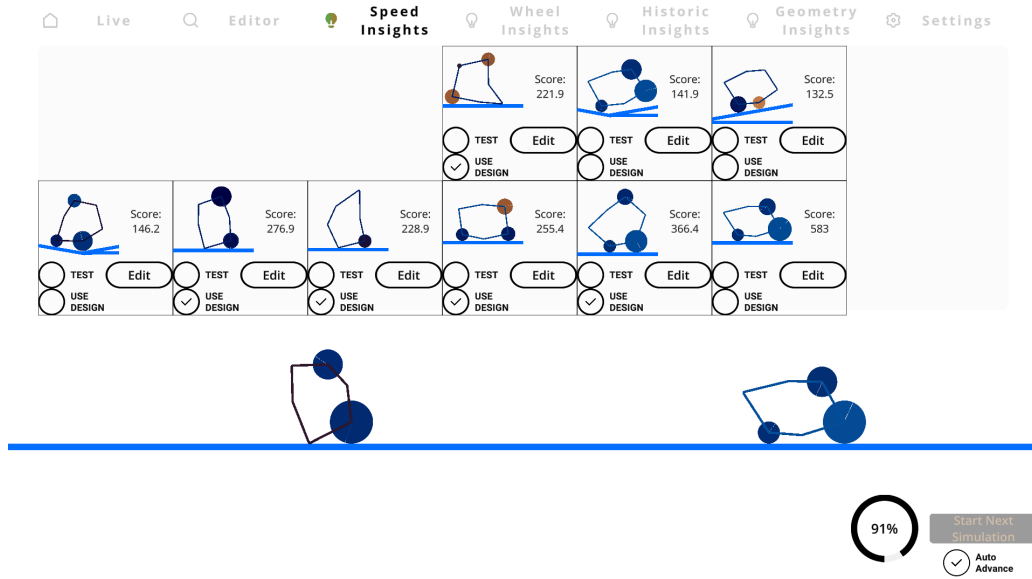 Live
Editor
Speed
Insights
Wheel
Insights
Historic
Insights
Geometry
Insights
Settings
Score:
221.9
TEST
Edit
USE
DESIGN
Score:
141.9
TEST
Edit
USE
DESIGN
Score:
132.5
TEST
Edit
USE
DESIGN
Score:
146.2
TEST
Edit
USE
DESIGN
Score:
276.9
TEST
Edit
USE
DESIGN
Score:
228.9
TEST
Edit
USE
DESIGN
Score:
255.4
TEST
Edit
USE
DESIGN
Score:
366.4
TEST
Edit
USE
DESIGN
Score:
583
TEST
Edit
USE
DESIGN
91%
Start Next
Simulation
Auto
Advance